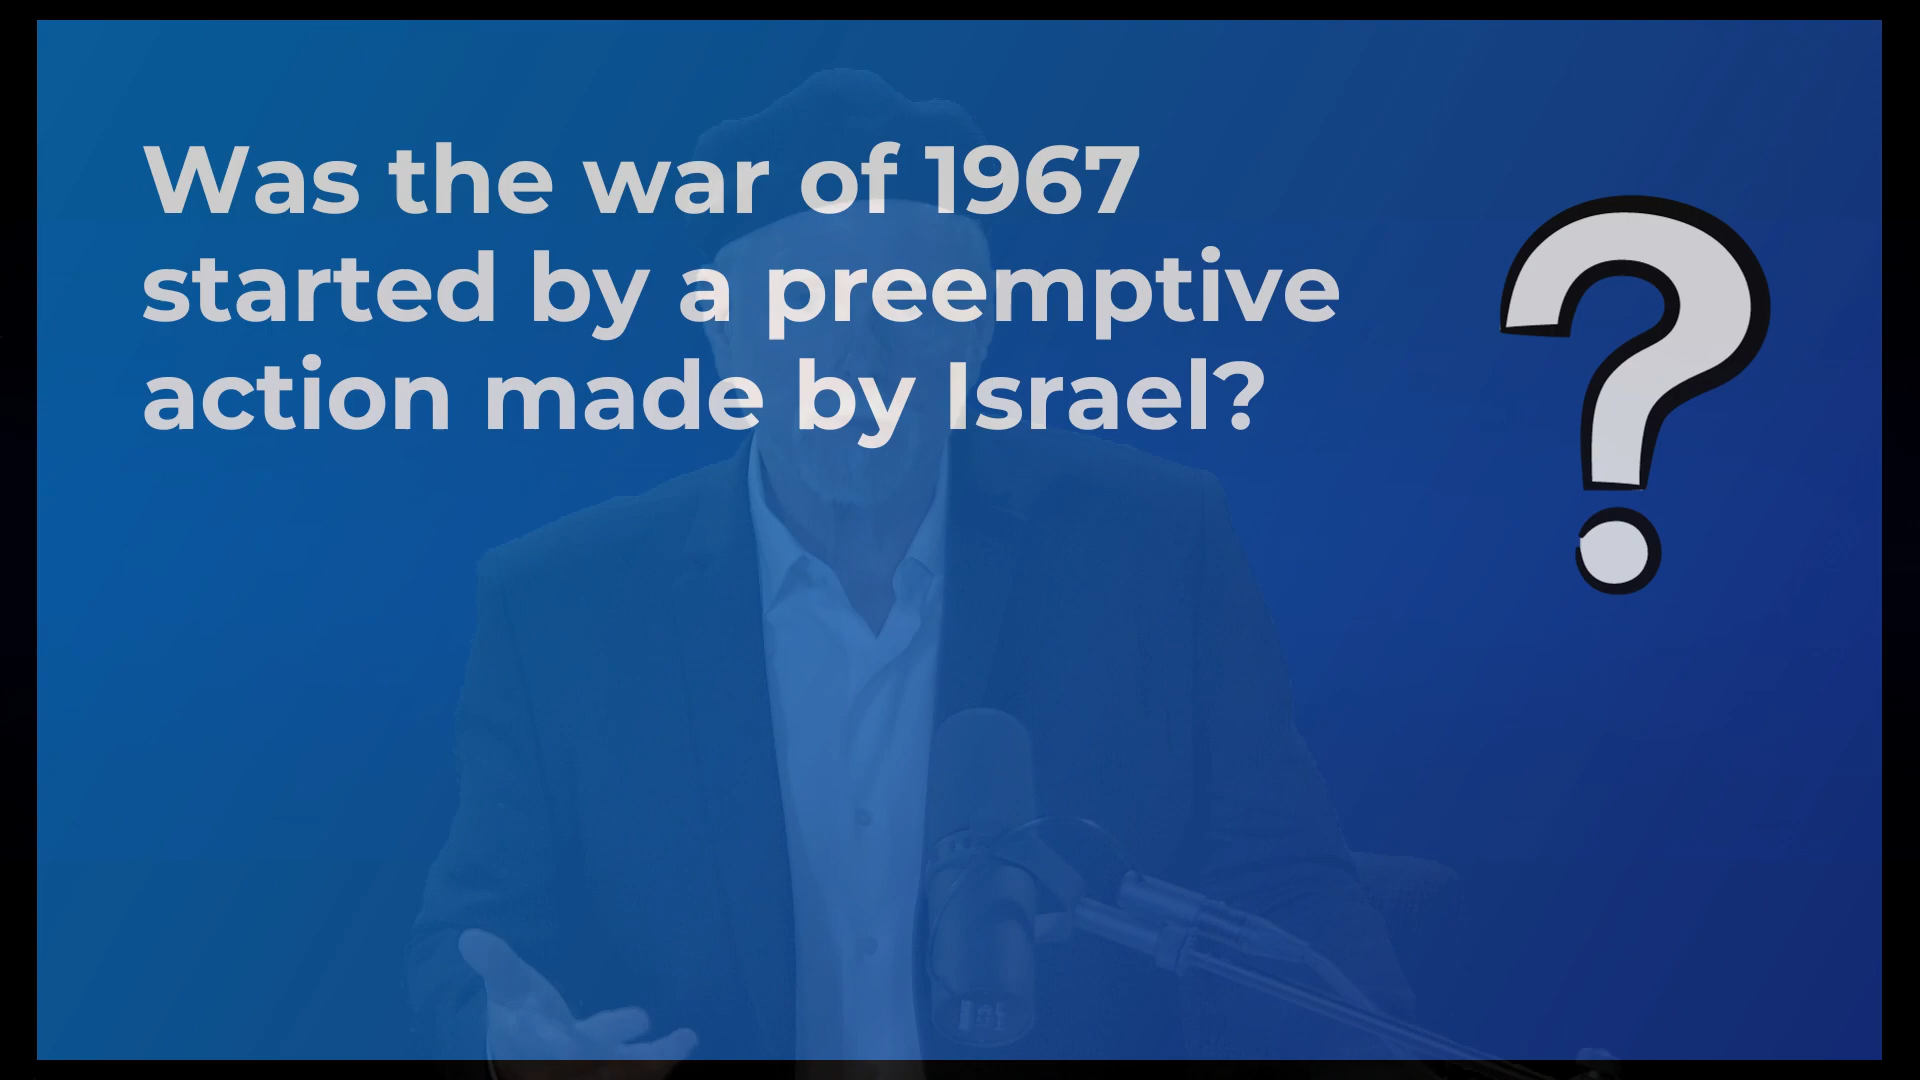 Was the war of 1967
started by a preemptive
action made by Israel?
?